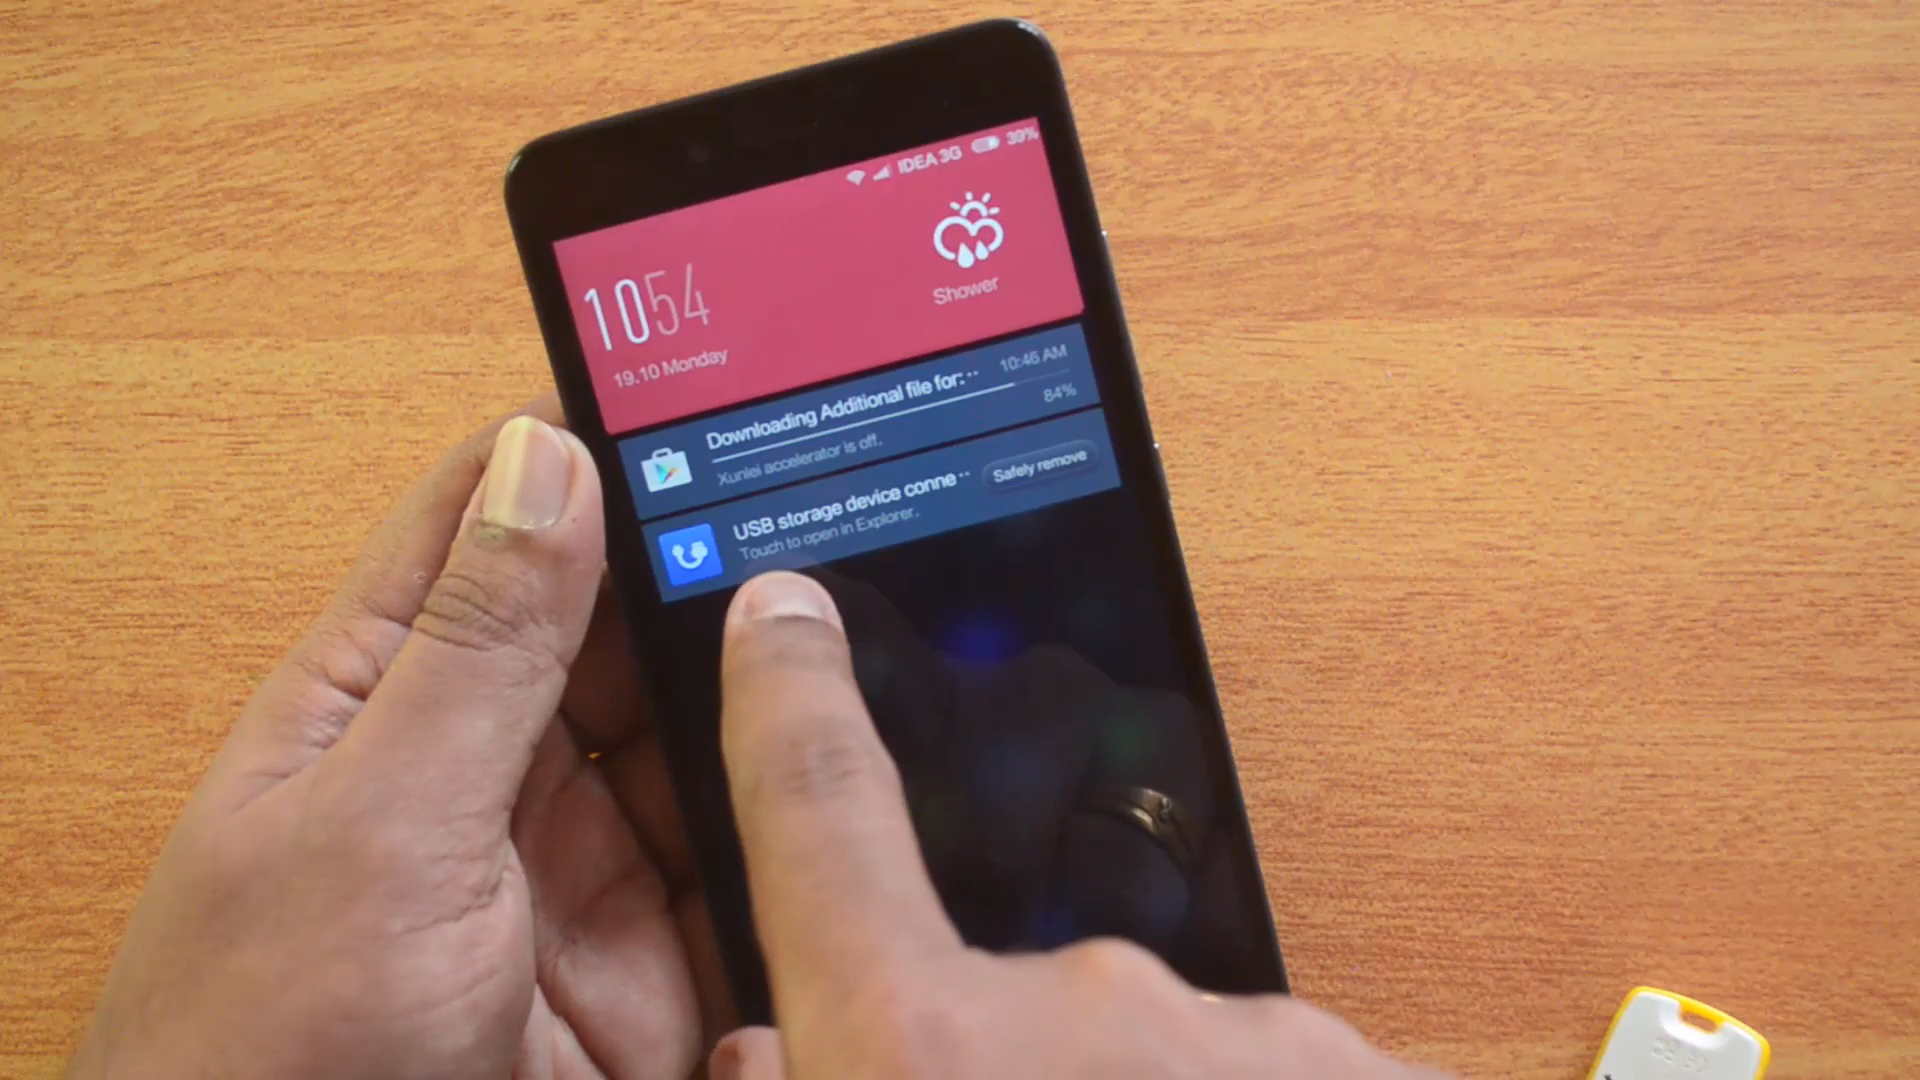 IDEA 3G 39%
1054
Shower
19.10 Monday
Downloading Additional file for:··
10:46 AM
Xunlei accelerator is off.
84%
USB storage device conne··
Safely remove
Touch to open in Explorer.